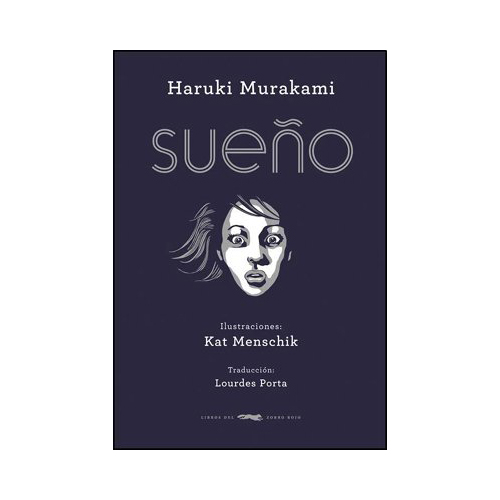 Haruki Murakami
sueño
Ilustraciones:
Kat Menschik
Traducción:
Lourdes Porta
LIBROS DEL ZORRO ROJO